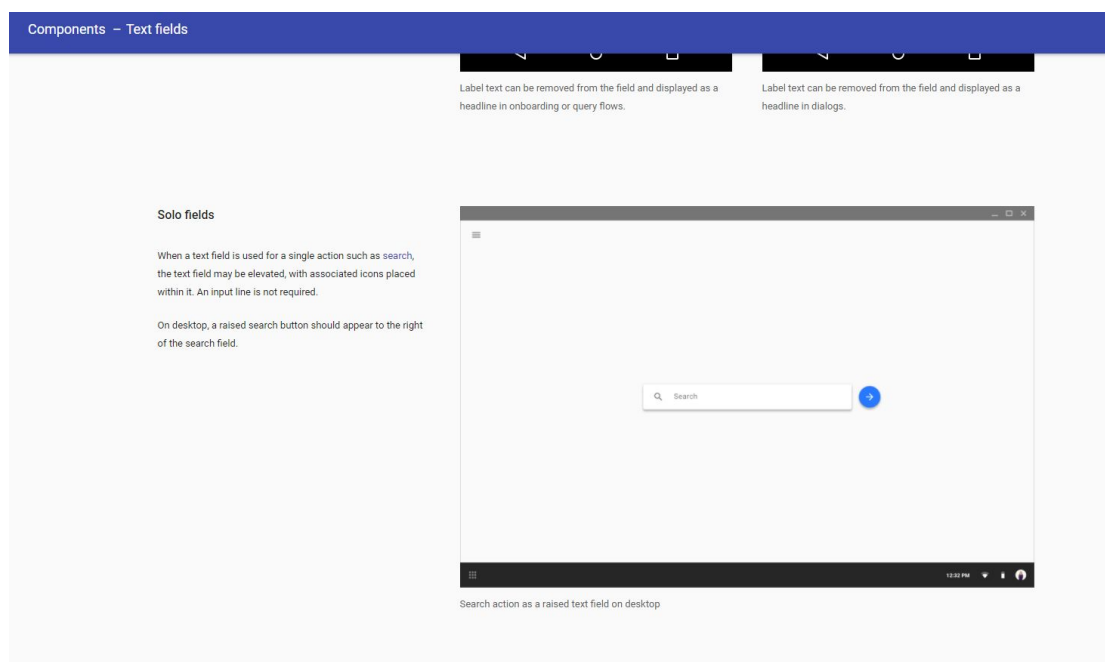 Components – Text fields
Label text can be removed from the field and displayed as a
headline in onboarding or query flows.
Label text can be removed from the field and displayed as a
headline in dialogs.
Solo fields
When a text field is used for a single action such as search,
the text field may be elevated, with associated icons placed
within it. An input line is not required.
On desktop, a raised search button should appear to the right
of the search field.
Search
12:32 PM
Search action as a raised text field on desktop